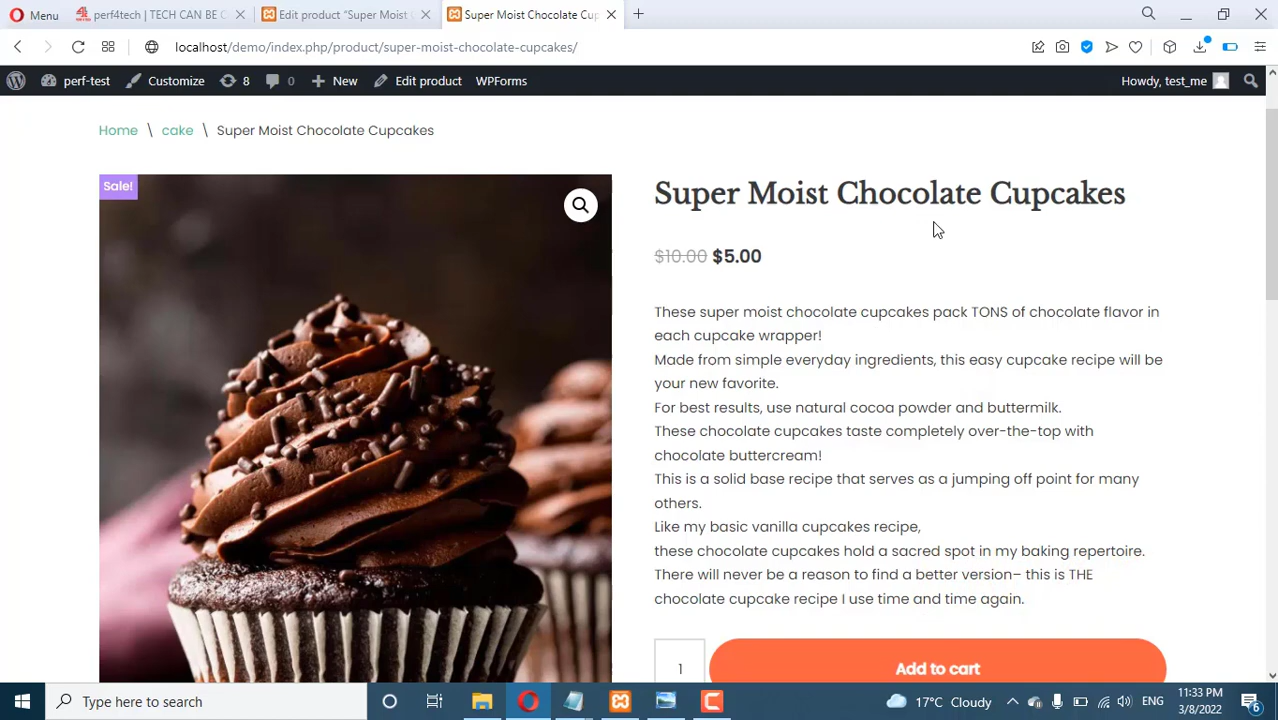 Menu
perf4tech | TECH CAN BE C
Edit product “Super Moist C
Super Moist Chocolate Cup
localhost/demo/index.php/product/super-moist-chocolate-cupcakes/
perf-test
Customize
8
0
New
Edit product
WPForms
Howdy, test_me
Home \ cake \ Super Moist Chocolate Cupcakes
Sale!
Super Moist Chocolate Cupcakes
$10.00 $5.00
These super moist chocolate cupcakes pack TONS of chocolate flavor in
each cupcake wrapper!
Made from simple everyday ingredients, this easy cupcake recipe will be
your new favorite.
For best results, use natural cocoa powder and buttermilk.
These chocolate cupcakes taste completely over-the-top with
chocolate buttercream!
This is a solid base recipe that serves as a jumping off point for many
others.
Like my basic vanilla cupcakes recipe,
these chocolate cupcakes hold a sacred spot in my baking repertoire.
There will never be a reason to find a better version– this is THE
chocolate cupcake recipe I use time and time again.
1
Add to cart
Type here to search
17°C Cloudy
ENG
11:33 PM
3/8/2022
6